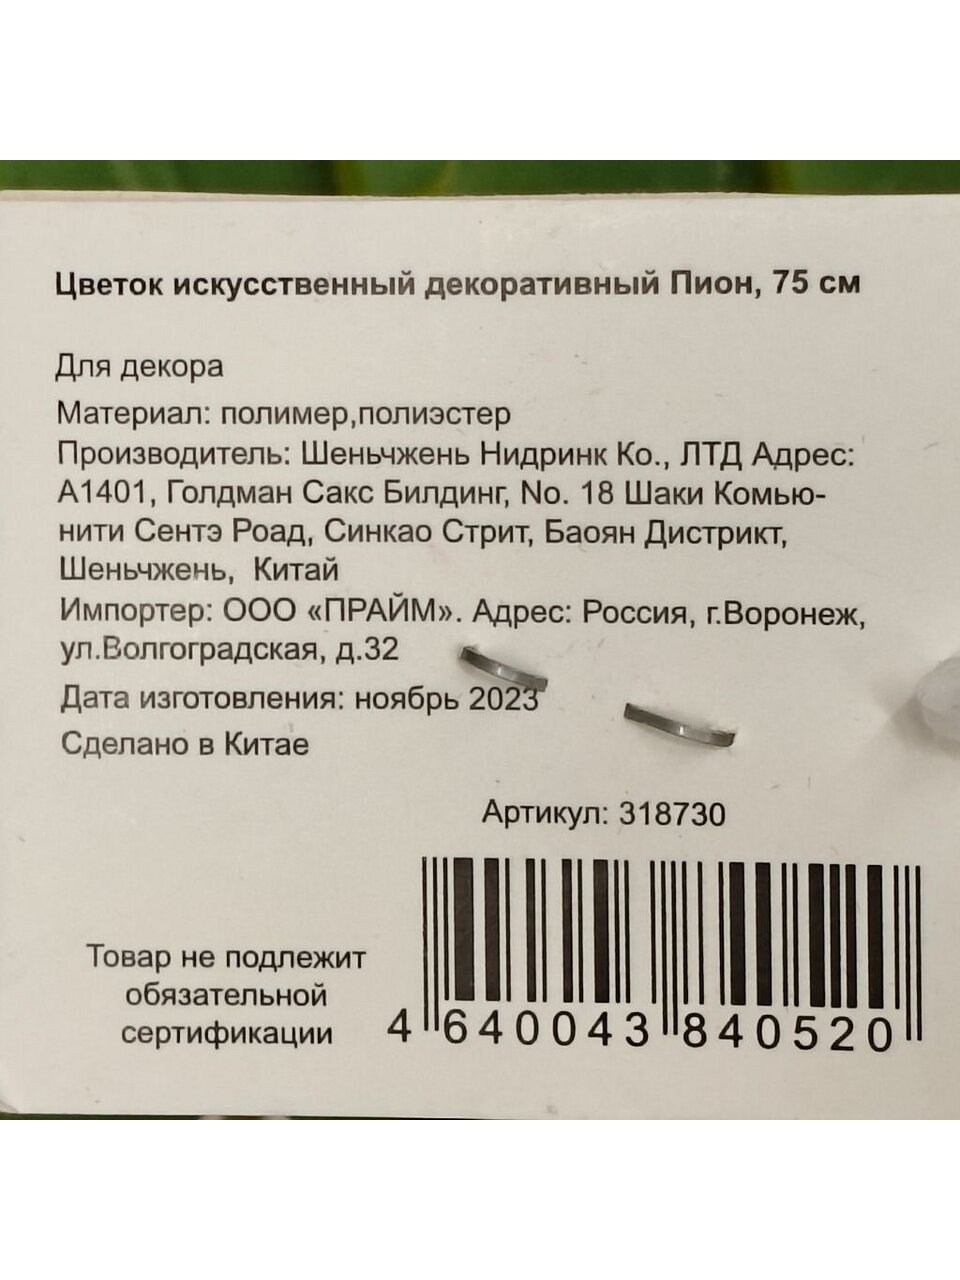 Цветок искусственный декоративный Пион, 75 см
Для декора
Материал: полимер,полиэстер
Производитель: Шеньчжень Нидринк Ко., ЛТД Адрес:
А1401, Голдман Сакс Билдинг, No. 18 Шаки Комью-
нити Сентэ Роад, Синкао Стрит, Баоян Дистрикт,
Шеньчжень, Китай
Импортер: ООО «ПРАЙМ». Адрес: Россия, г.Воронеж,
ул.Волгоградская, д.32
Дата изготовления: ноябрь 2023
Сделано в Китае
Артикул: 318730
Товар не подлежит
обязательной
сертификации
4 640043 840520